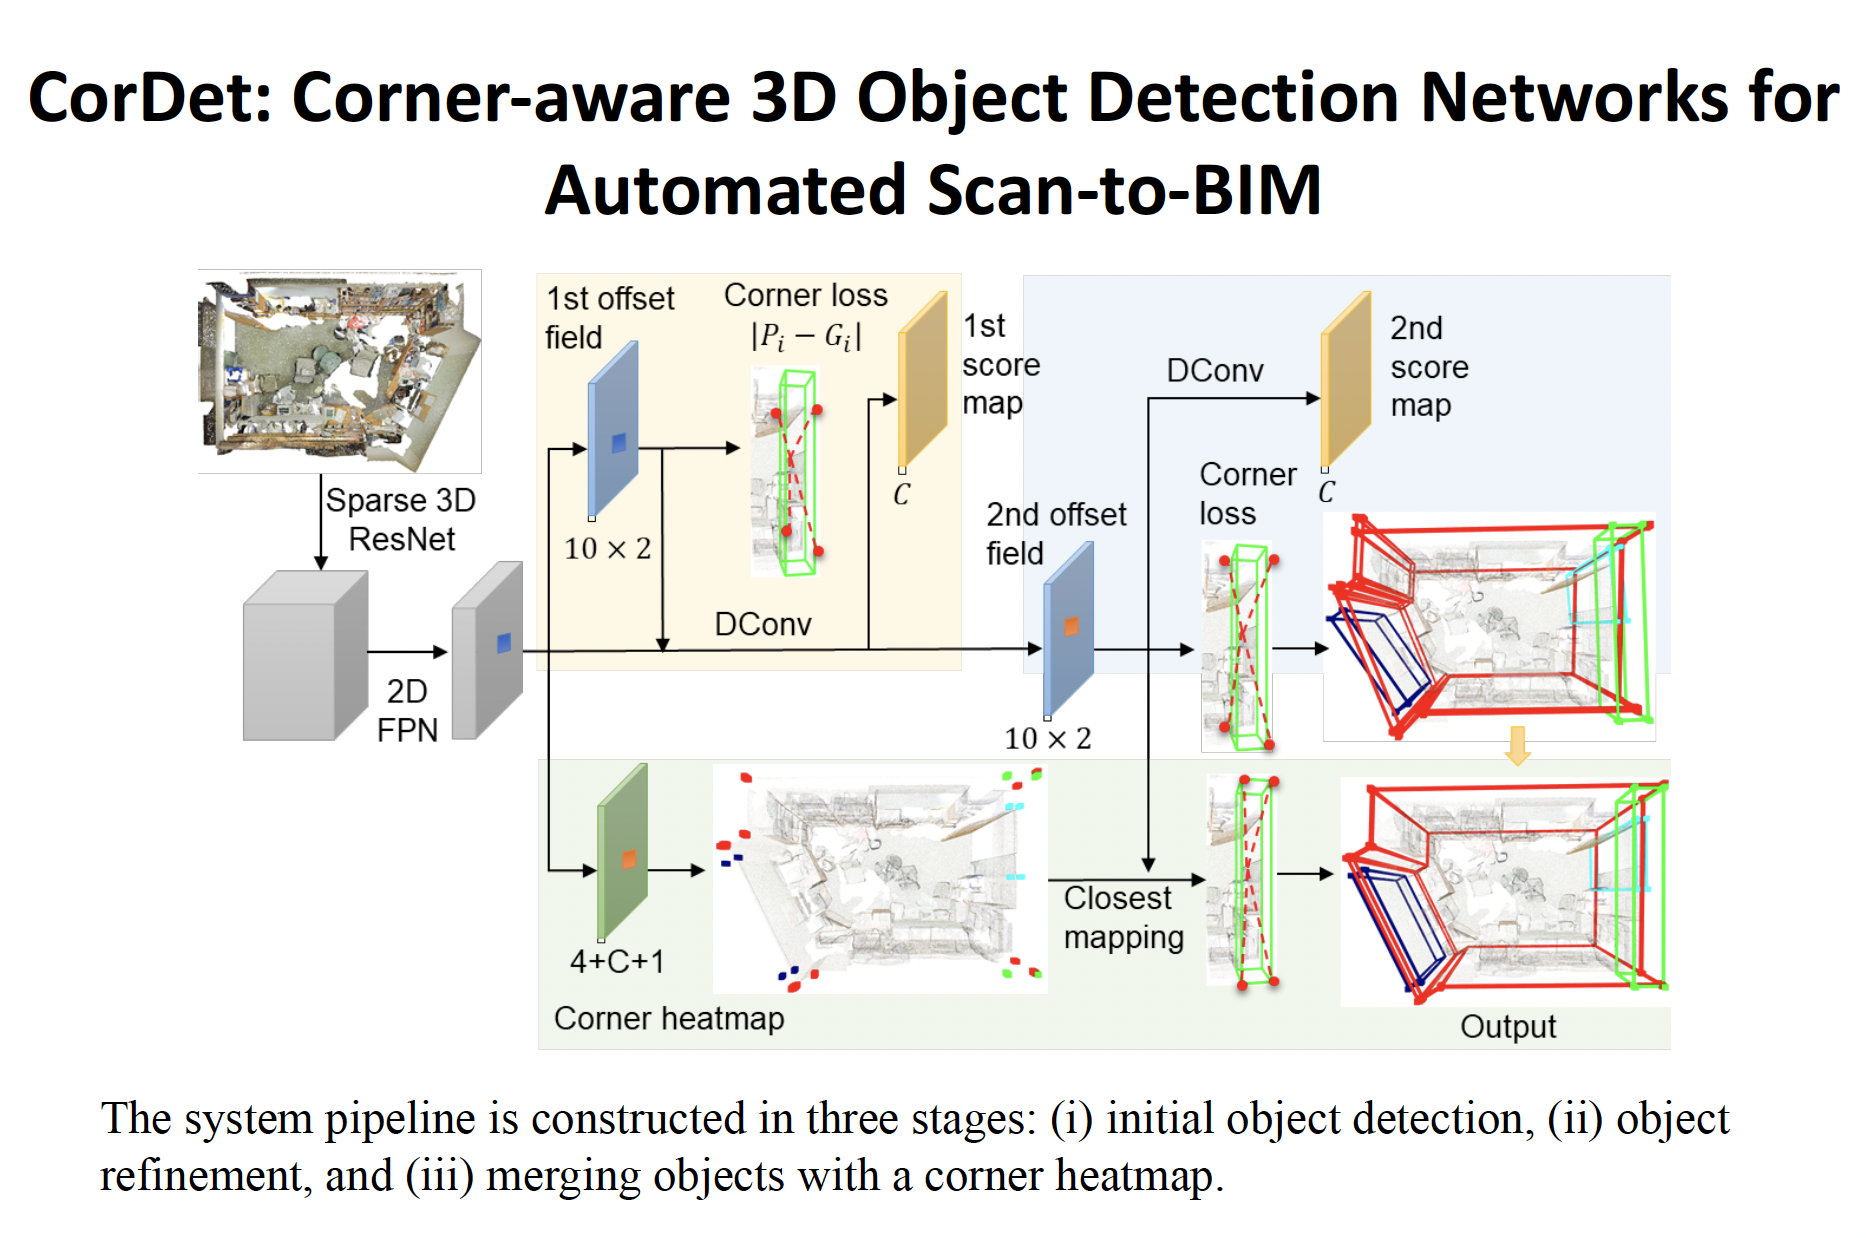 CorDet: Corner-aware 3D Object Detection Networks for
Automated Scan-to-BIM
Sparse 3D
ResNet
2D
FPN
1st offset
field
10 × 2
Corner loss
|P_i − G_i|
C
1st
score
map
DConv
2nd offset
field
10 × 2
DConv
C
2nd
score
map
Corner
loss
4+C+1
Corner heatmap
Closest
mapping
Output
The system pipeline is constructed in three stages: (i) initial object detection, (ii) object
refinement, and (iii) merging objects with a corner heatmap.